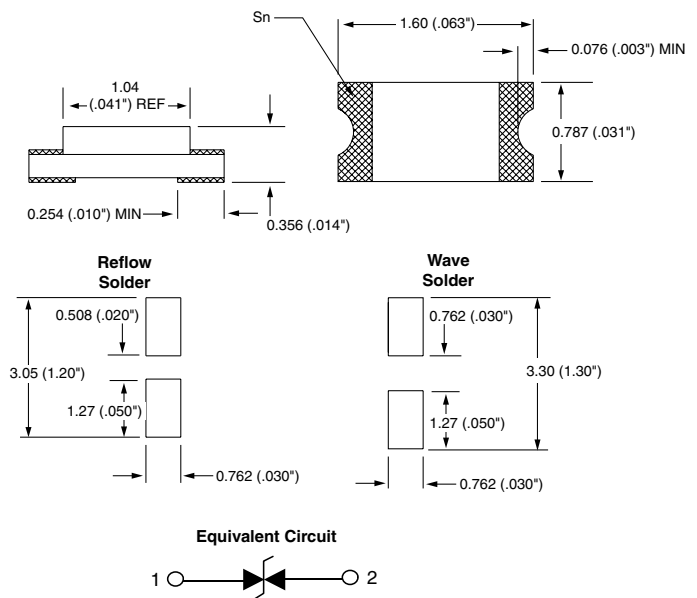 Sn
1.60 (.063")
0.076 (.003") MIN
1.04
(.041") REF
0.787 (.031")
0.254 (.010") MIN
0.356 (.014")
Reflow
Solder
Wave
Solder
0.508 (.020")
0.762 (.030")
3.05 (1.20")
3.30 (1.30")
1.27 (.050")
1.27 (.050")
0.762 (.030")
0.762 (.030")
Equivalent Circuit
1
2